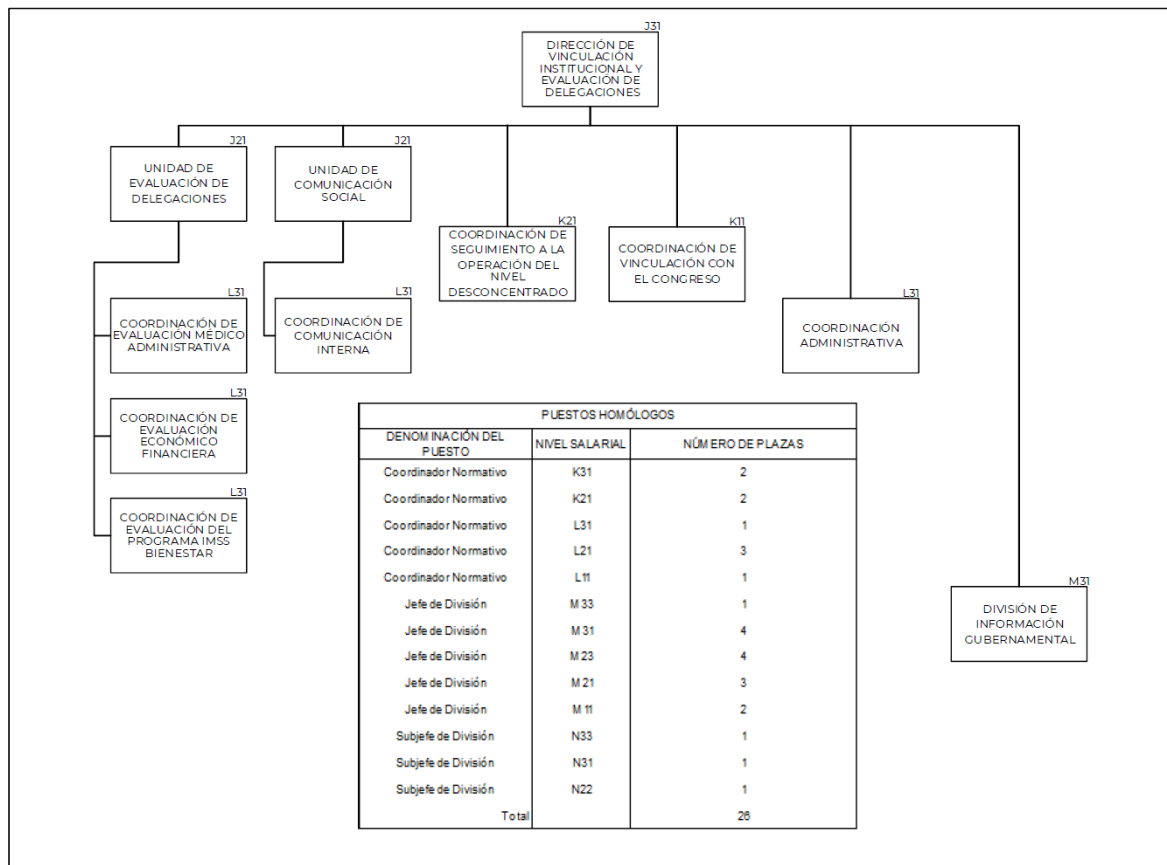 J31
DIRECCIÓN DE
VINCULACIÓN
INSTITUCIONAL Y
EVALUACIÓN DE
DELEGACIONES
J21
UNIDAD DE
EVALUACIÓN DE
DELEGACIONES
J21
UNIDAD DE
COMUNICACIÓN
SOCIAL
K21
COORDINACIÓN DE
SEGUIMIENTO A LA
OPERACIÓN DEL
NIVEL
DESCONCENTRADO
K11
COORDINACIÓN DE
VINCULACIÓN CON
EL CONGRESO
L31
COORDINACIÓN DE
EVALUACIÓN MÉDICO
ADMINISTRATIVA
L31
COORDINACIÓN DE
COMUNICACIÓN
INTERNA
L31
COORDINACIÓN
ADMINISTRATIVA
L31
COORDINACIÓN DE
EVALUACIÓN
ECONÓMICO
FINANCIERA
L31
COORDINACIÓN DE
EVALUACIÓN DEL
PROGRAMA IMSS
BIENESTAR
M31
DIVISIÓN DE
INFORMACIÓN
GUBERNAMENTAL
PUESTOS HOMÓLOGOS
DENOMINACIÓN DEL PUESTO NIVEL SALARIAL NÚMERO DE PLAZAS
Coordinador Normativo K31 2
Coordinador Normativo K21 2
Coordinador Normativo L31 1
Coordinador Normativo L21 3
Coordinador Normativo L11 1
Jefe de División M33 1
Jefe de División M31 4
Jefe de División M23 4
Jefe de División M21 3
Jefe de División M11 2
Subjefe de División N33 1
Subjefe de División N31 1
Subjefe de División N22 1
Total 26